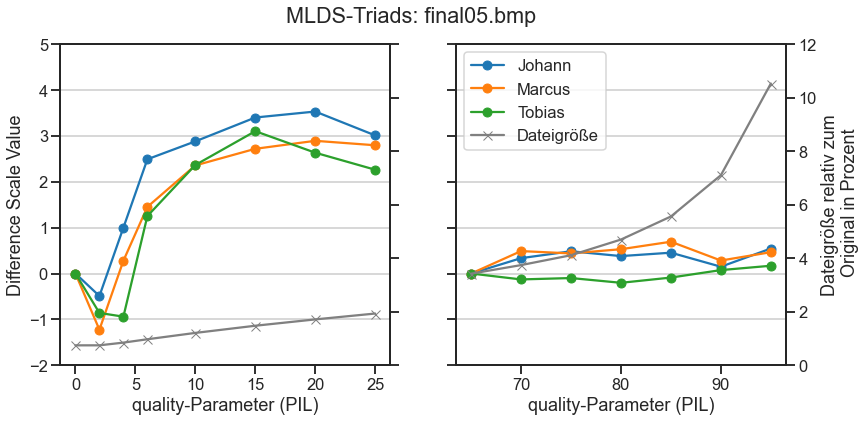 MLDS-Triads: final05.bmp
Difference Scale Value
5
4
3
2
1
0
−1
−2
0
5
10
15
20
25
quality-Parameter (PIL)
Johann
Marcus
Tobias
Dateigröße
70
80
90
quality-Parameter (PIL)
12
10
8
6
4
2
0
Dateigröße relativ zum
Original in Prozent